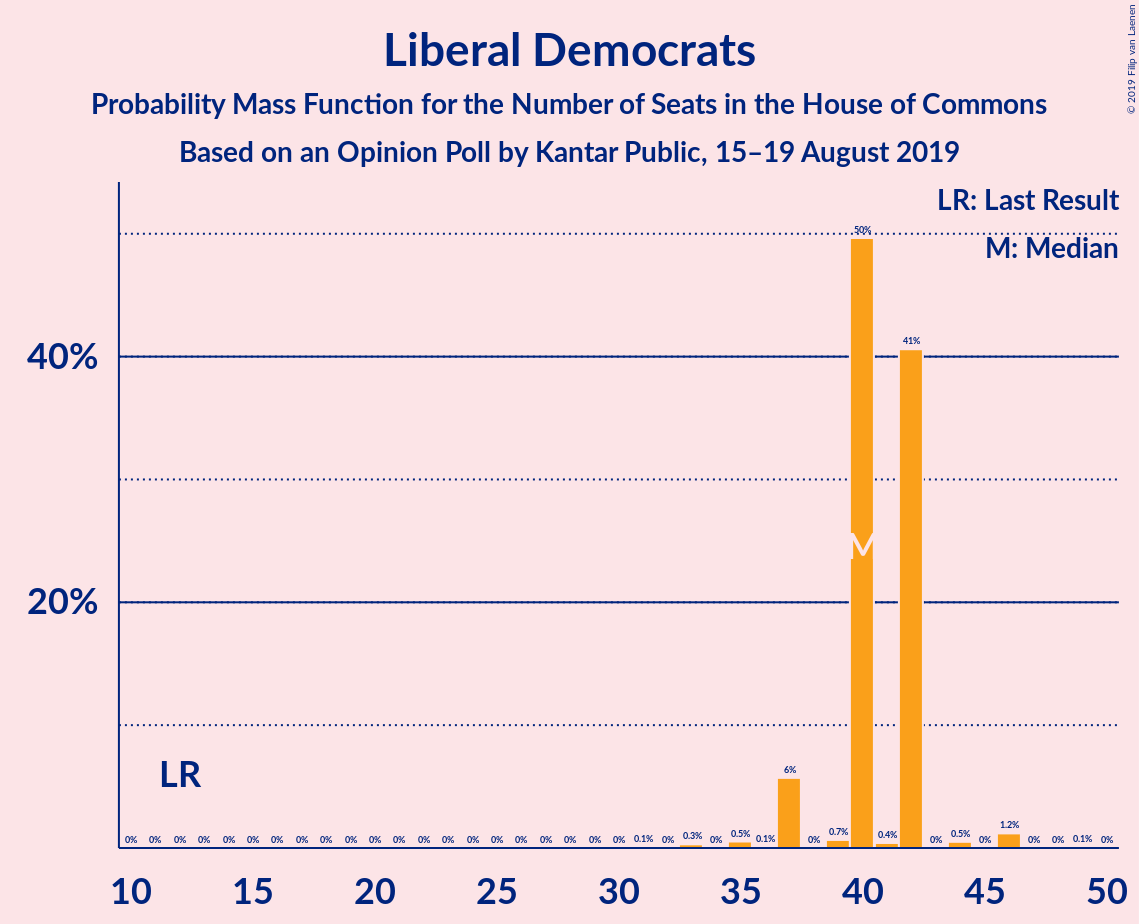 Liberal Democrats
Probability Mass Function for the Number of Seats in the House of Commons
Based on an Opinion Poll by Kantar Public, 15–19 August 2019
© 2019 Filip van Laenen
LR: Last Result
M: Median
50%
41%
40%
M
20%
LR
6%
0% 0% 0% 0% 0% 0% 0% 0% 0% 0% 0% 0% 0% 0% 0% 0% 0% 0% 0% 0% 0% 0.1% 0% 0.3% 0% 0.5% 0.1% 0% 0.7% 0.4% 0% 0.5% 0% 1.2% 0% 0% 0.1% 0%
10 15 20 25 30 35 40 45 50